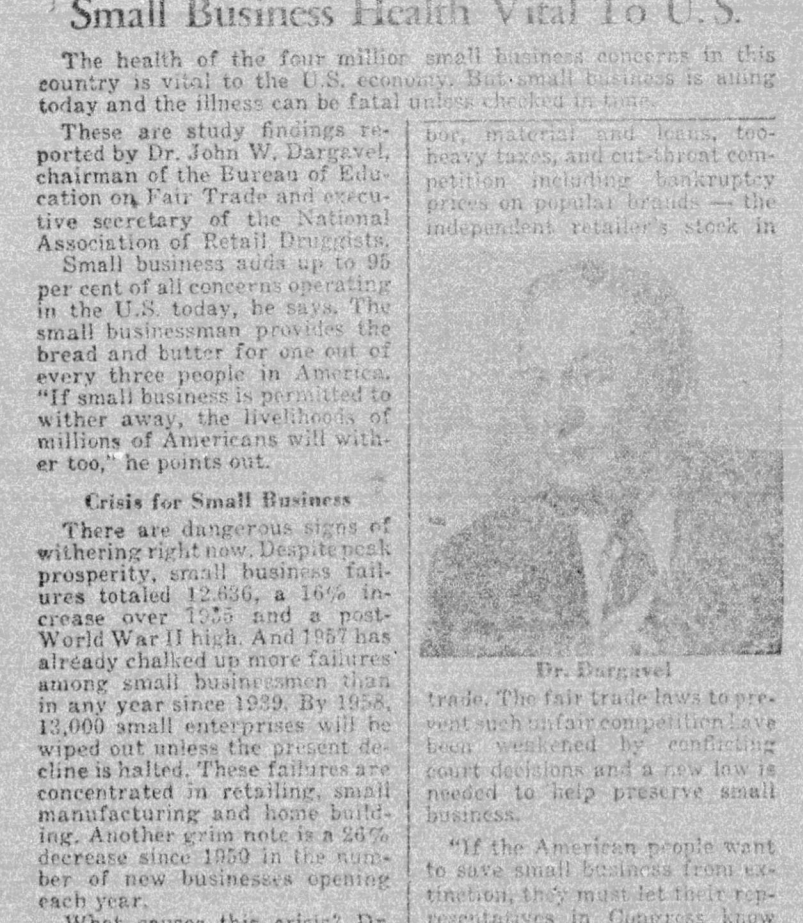 Small Business Health Vital To U.S.
The health of the four million small business concerns in this
country is vital to the U.S. economy. But small business is ailing
today and the illness can be fatal unless checked in time.
These are study findings re-
ported by Dr. John W. Dargavel,
chairman of the Bureau of Edu-
cation on Fair Trade and execu-
tive secretary of the National
Association of Retail Druggists.
Small business adds up to 95
per cent of all concerns operating
in the U.S. today, he says. The
small businessman provides the
bread and butter for one out of
every three people in America.
"If small business is permitted to
wither away, the livelihoods of
millions of Americans will with-
er too," he points out.
Crisis for Small Business
There are dangerous signs of
withering right now. Despite peak
prosperity, small business fail-
ures totaled 12,636, a 16% in-
crease over 1955 and a post-
World War II high. And 1957 has
already chalked up more failures
among small businessmen than
in any year since 1939. By 1958,
13,000 small enterprises will be
wiped out unless the present de-
cline is halted. These failures are
concentrated in retailing, small
manufacturing and home build-
ing. Another grim note is a 26%
decrease since 1950 in the num-
ber of new businesses opening
each year.
What causes this crisis? Dr.
bor, material and loans, too-
heavy taxes, and cut-throat com-
petition including bankruptcy
prices on popular brands — the
independent retailer's stock in
Dr. Dargavel
trade. The fair trade laws to pre-
vent such unfair competition have
been weakened by conflicting
court decisions and a new law is
needed to help preserve small
business.
"If the American people want
to save small business from ex-
tinction, they must let their rep-
resentatives in Congress know